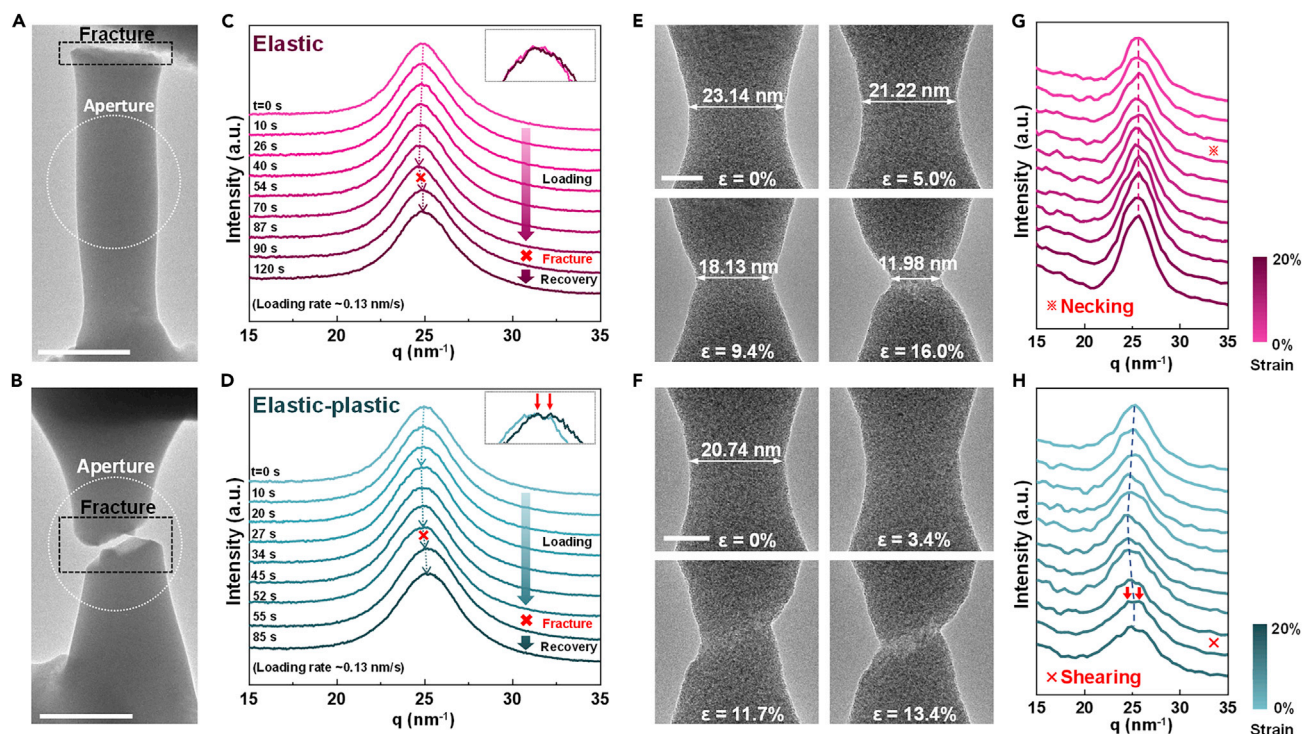 A
Fracture
Aperture
B
Aperture
Fracture
C
Elastic
t=0 s
10 s
26 s
40 s
54 s
70 s
87 s
90 s
120 s
Loading
Fracture
Recovery
(Loading rate ~0.13 nm/s)
Intensity (a.u.)
15 20 25 30 35
q (nm⁻¹)
D
Elastic-plastic
t=0 s
10 s
20 s
27 s
34 s
45 s
52 s
55 s
85 s
Loading
Fracture
Recovery
(Loading rate ~0.13 nm/s)
Intensity (a.u.)
15 20 25 30 35
q (nm⁻¹)
E
23.14 nm
ε = 0%
21.22 nm
ε = 5.0%
18.13 nm
ε = 9.4%
11.98 nm
ε = 16.0%
F
20.74 nm
ε = 0%
ε = 3.4%
ε = 11.7%
ε = 13.4%
G
※
※ Necking
Intensity (a.u.)
15 20 25 30 35
q (nm⁻¹)
20%
0%
Strain
H
×
× Shearing
Intensity (a.u.)
15 20 25 30 35
q (nm⁻¹)
20%
0%
Strain